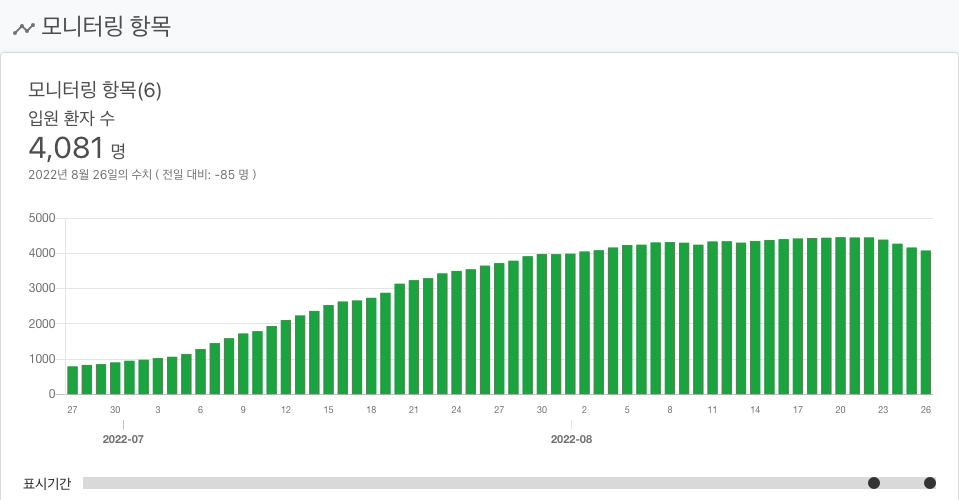 모니터링 항목
모니터링 항목(6)
입원 환자 수
4,081 명
2022년 8월 26일의 수치 ( 전일 대비: -85 명 )
5000
4000
3000
2000
1000
0
27 30 3 6 9 12 15 18 21 24 27 30 2 5 8 11 14 17 20 23 26
2022-07 2022-08
표시기간